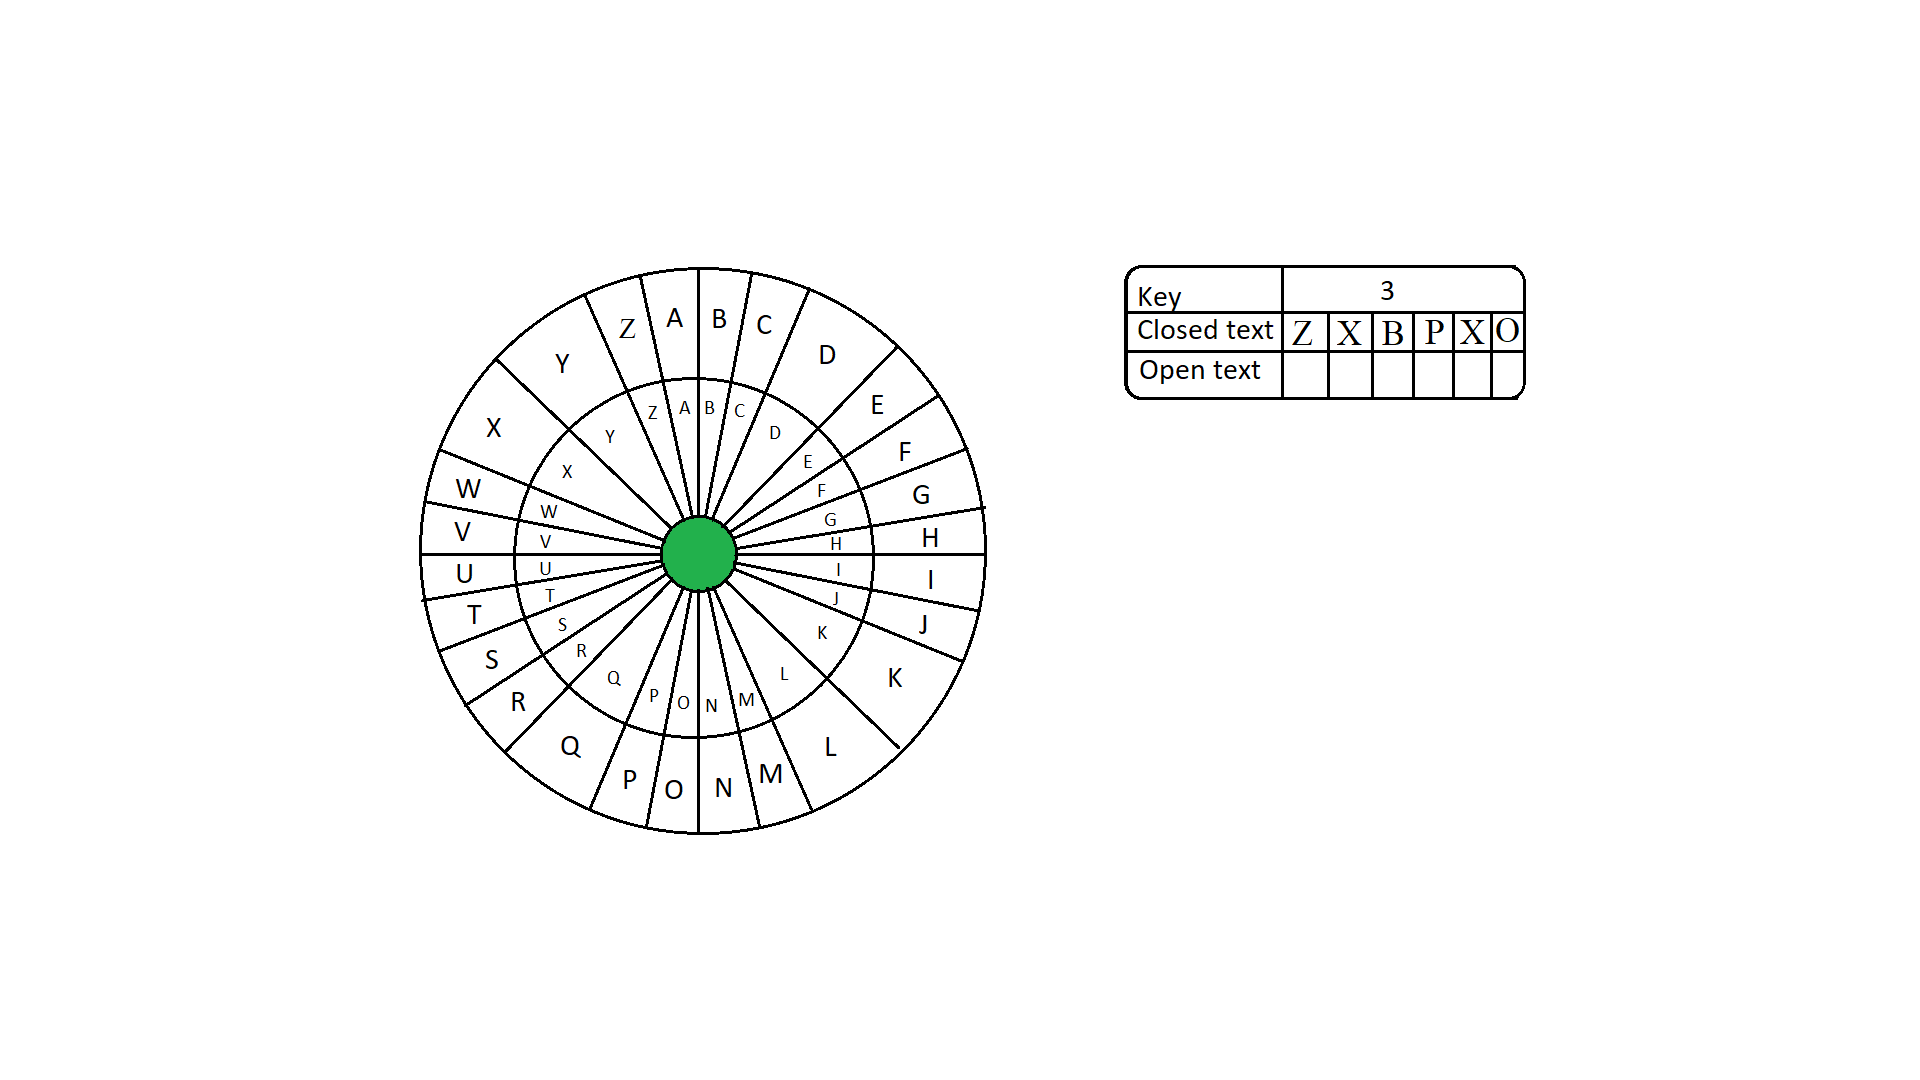 A B C D E F G H I J K L M N O P Q R S T U V W X Y Z
A B C D E F G H I J K L M N O P Q R S T U V W X Y Z
Key 3
Closed text Z X B P X O
Open text